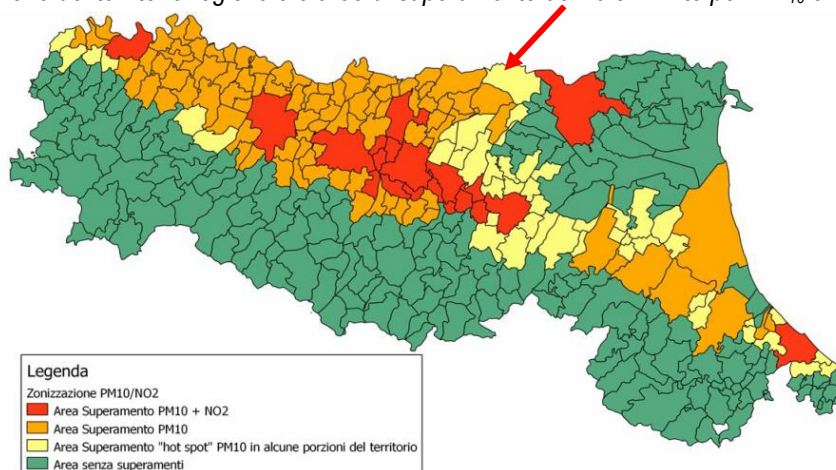 Legenda
Zonizzazione PM10/NO2
Area Superamento PM10 + NO2
Area Superamento PM10
Area Superamento "hot spot" PM10 in alcune porzioni del territorio
Area senza superamenti